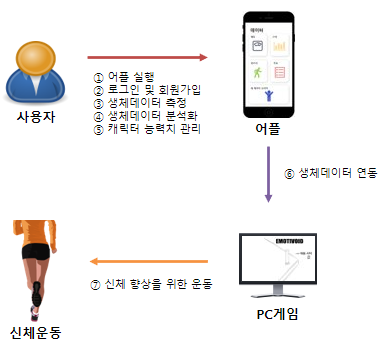 데이터
① 어플 실행
② 로그인 및 회원가입
③ 생체데이터 측정
④ 생체데이터 분석화
⑤ 캐릭터 능력치 관리
사용자
어플
⑥ 생체데이터 연동
EMOTIVOID
⑦ 신체 향상을 위한 운동
신체운동
PC게임